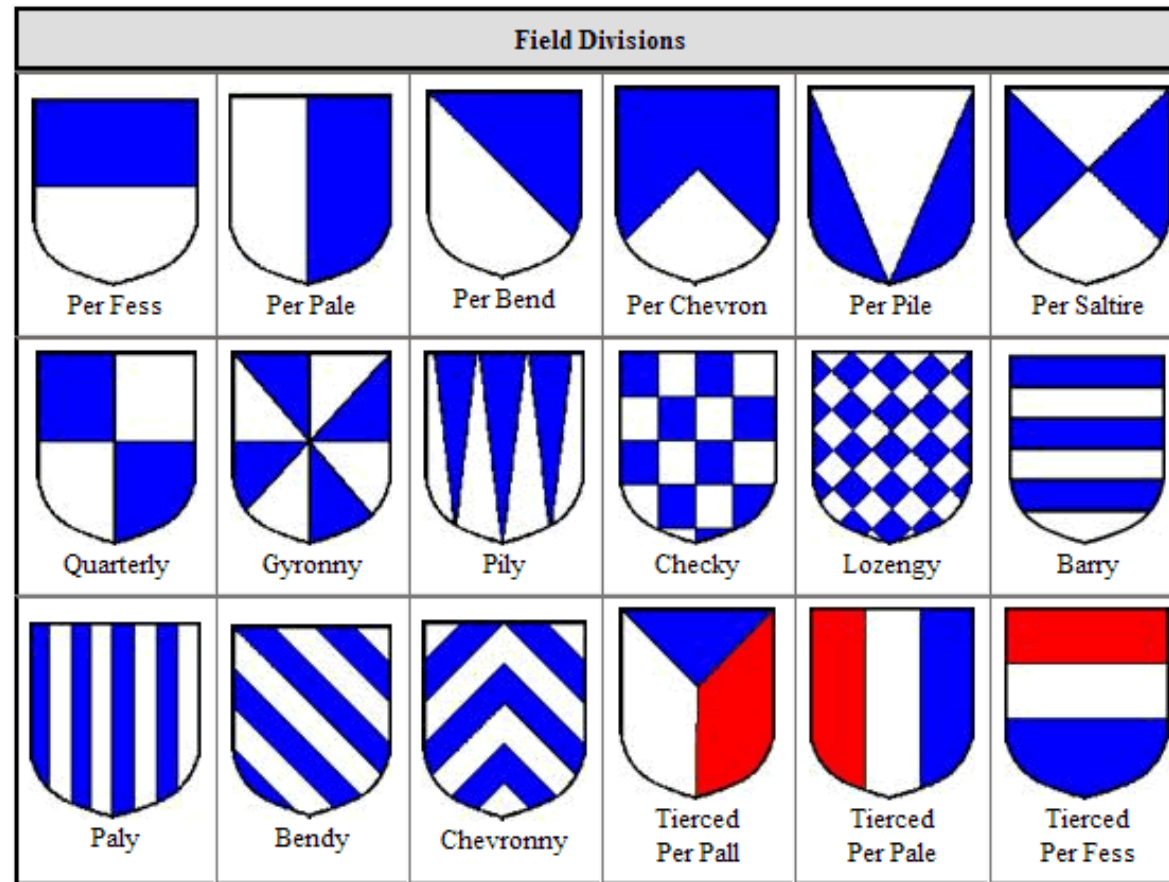 Field Divisions
Per Fess
Per Pale
Per Bend
Per Chevron
Per Pile
Per Saltire
Quarterly
Gyronny
Pily
Checky
Lozengy
Barry
Paly
Bendy
Chevronny
Tierced
Per Pall
Tierced
Per Pale
Tierced
Per Fess